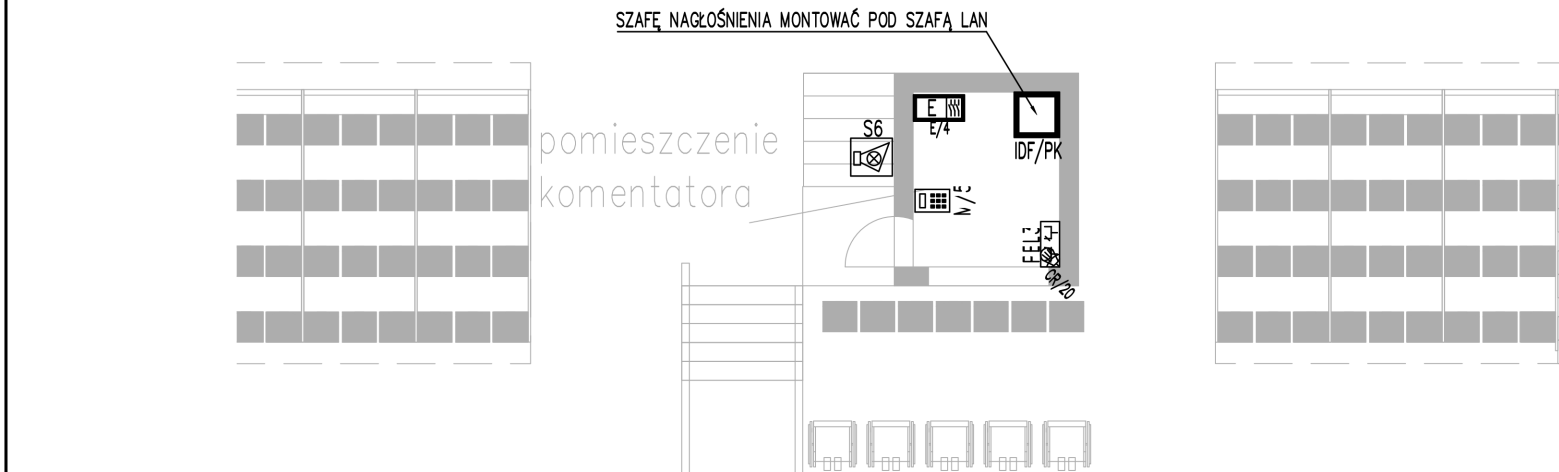 SZAFĘ NAGŁOŚNIENIA MONTOWAĆ POD SZAFĄ LAN
pomieszczenie
komentatora
S6
E
E/4
IDF/PK
CR/20